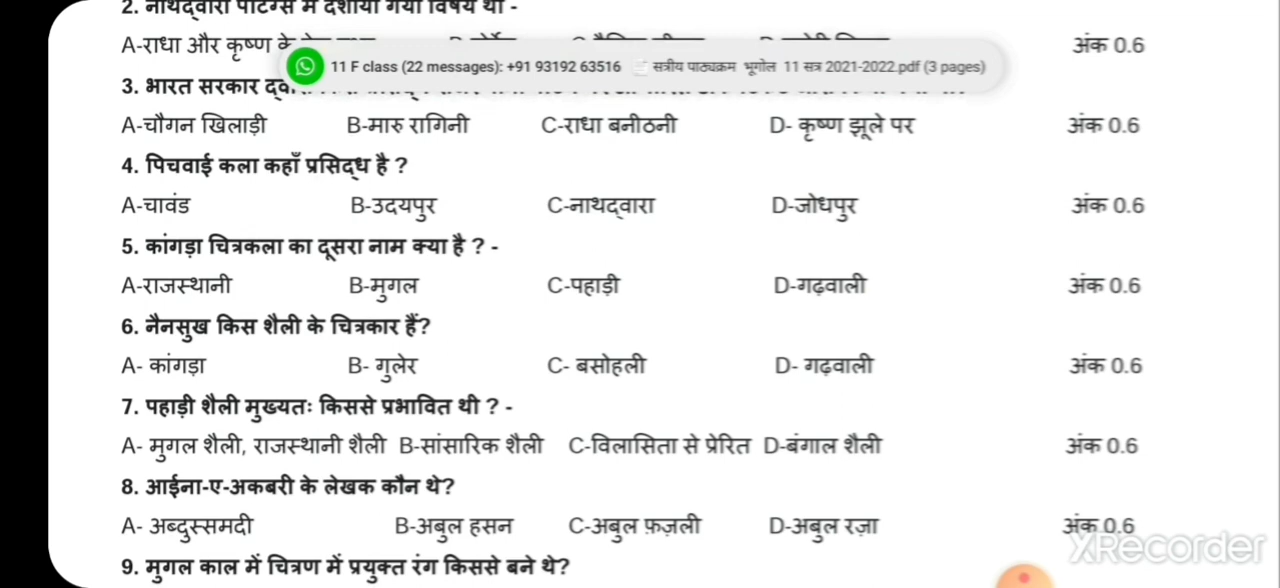 2. नाथद्वारा पेंटिंग्स में दर्शाया गया विषय था -
A-राधा और कृष्ण के अंक 0.6
11 F class (22 messages): +91 93192 63516 सत्रीय पाठ्यक्रम भूगोल 11 सत्र 2021-2022.pdf (3 pages)
3. भारत सरकार
A-चौगन खिलाड़ी B-मारु रागिनी C-राधा बनीठनी D- कृष्ण झूले पर अंक 0.6
4. पिचवाई कला कहाँ प्रसिद्ध है ?
A-चावंड B-उदयपुर C-नाथद्वारा D-जोधपुर अंक 0.6
5. कांगड़ा चित्रकला का दूसरा नाम क्या है ? -
A-राजस्थानी B-मुगल C-पहाड़ी D-गढ़वाली अंक 0.6
6. नैनसुख किस शैली के चित्रकार हैं?
A- कांगड़ा B- गुलेर C- बसोहली D- गढ़वाली अंक 0.6
7. पहाड़ी शैली मुख्यतः किससे प्रभावित थी ? -
A- मुगल शैली, राजस्थानी शैली B-सांसारिक शैली C-विलासिता से प्रेरित D-बंगाल शैली अंक 0.6
8. आईना-ए-अकबरी के लेखक कौन थे?
A- अब्दुस्समदी B-अबुल हसन C-अबुल फ़ज़ली D-अबुल रज़ा अंक 0.6
XRecorder
9. मुगल काल में चित्रण में प्रयुक्त रंग किससे बने थे?